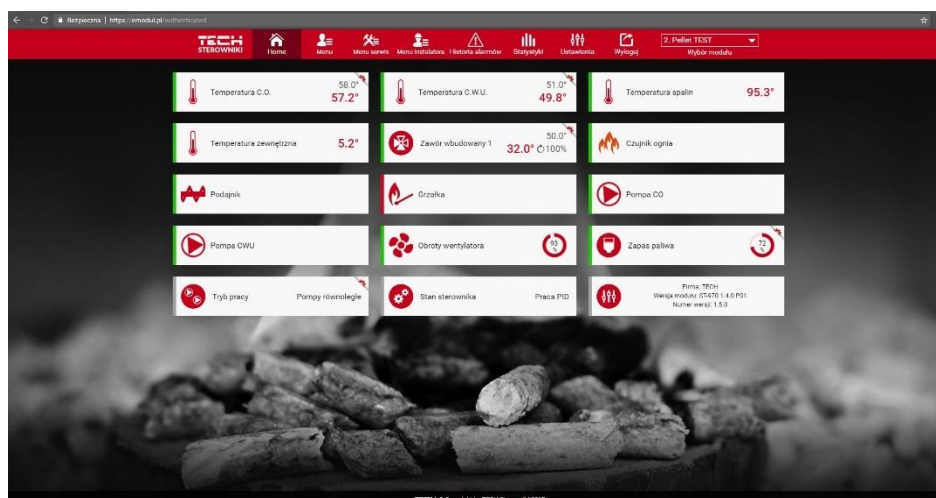 Bezpieczna | https://emodul.pl/authenticated
TECH
STEROWNIKI
Home
Menu
Menu serwis
Menu Instalatora
Historia alarmów
Statystyki
Ustawienia
Wyloguj
2. Pellet TEST
Wybór modułu
Temperatura C.O.
58.0°
57.2°
Temperatura C.W.U.
51.0°
49.8°
Temperatura spalin
95.3°
Temperatura zewnętrzna
5.2°
Zawór wbudowany 1
50.0°
32.0° 100%
Czujnik ognia
Podajnik
Grzałka
Pompa CO
Pompa CWU
Obroty wentylatora
93
%
Zapas paliwa
72
%
Tryb pracy
Pompy równoległe
Stan sterownika
Praca PID
Firma: TECH
Wersja modułu: ST-970 1.4.0 P01
Numer wersji: 1.5.0